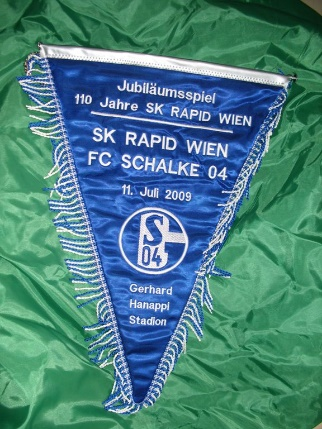 Jubiläumsspiel
110 Jahre SK RAPID WIEN
SK RAPID WIEN
FC SCHALKE 04
11. Juli 2009
S
04
Gerhard
Hanappi
Stadion